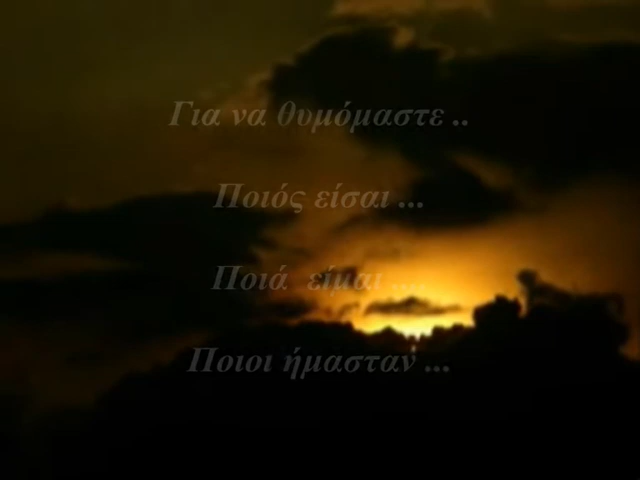 Για να θυμόμαστε ..
Ποιός είσαι ...
Ποιά είμαι ....
Ποιοι ήμασταν ...